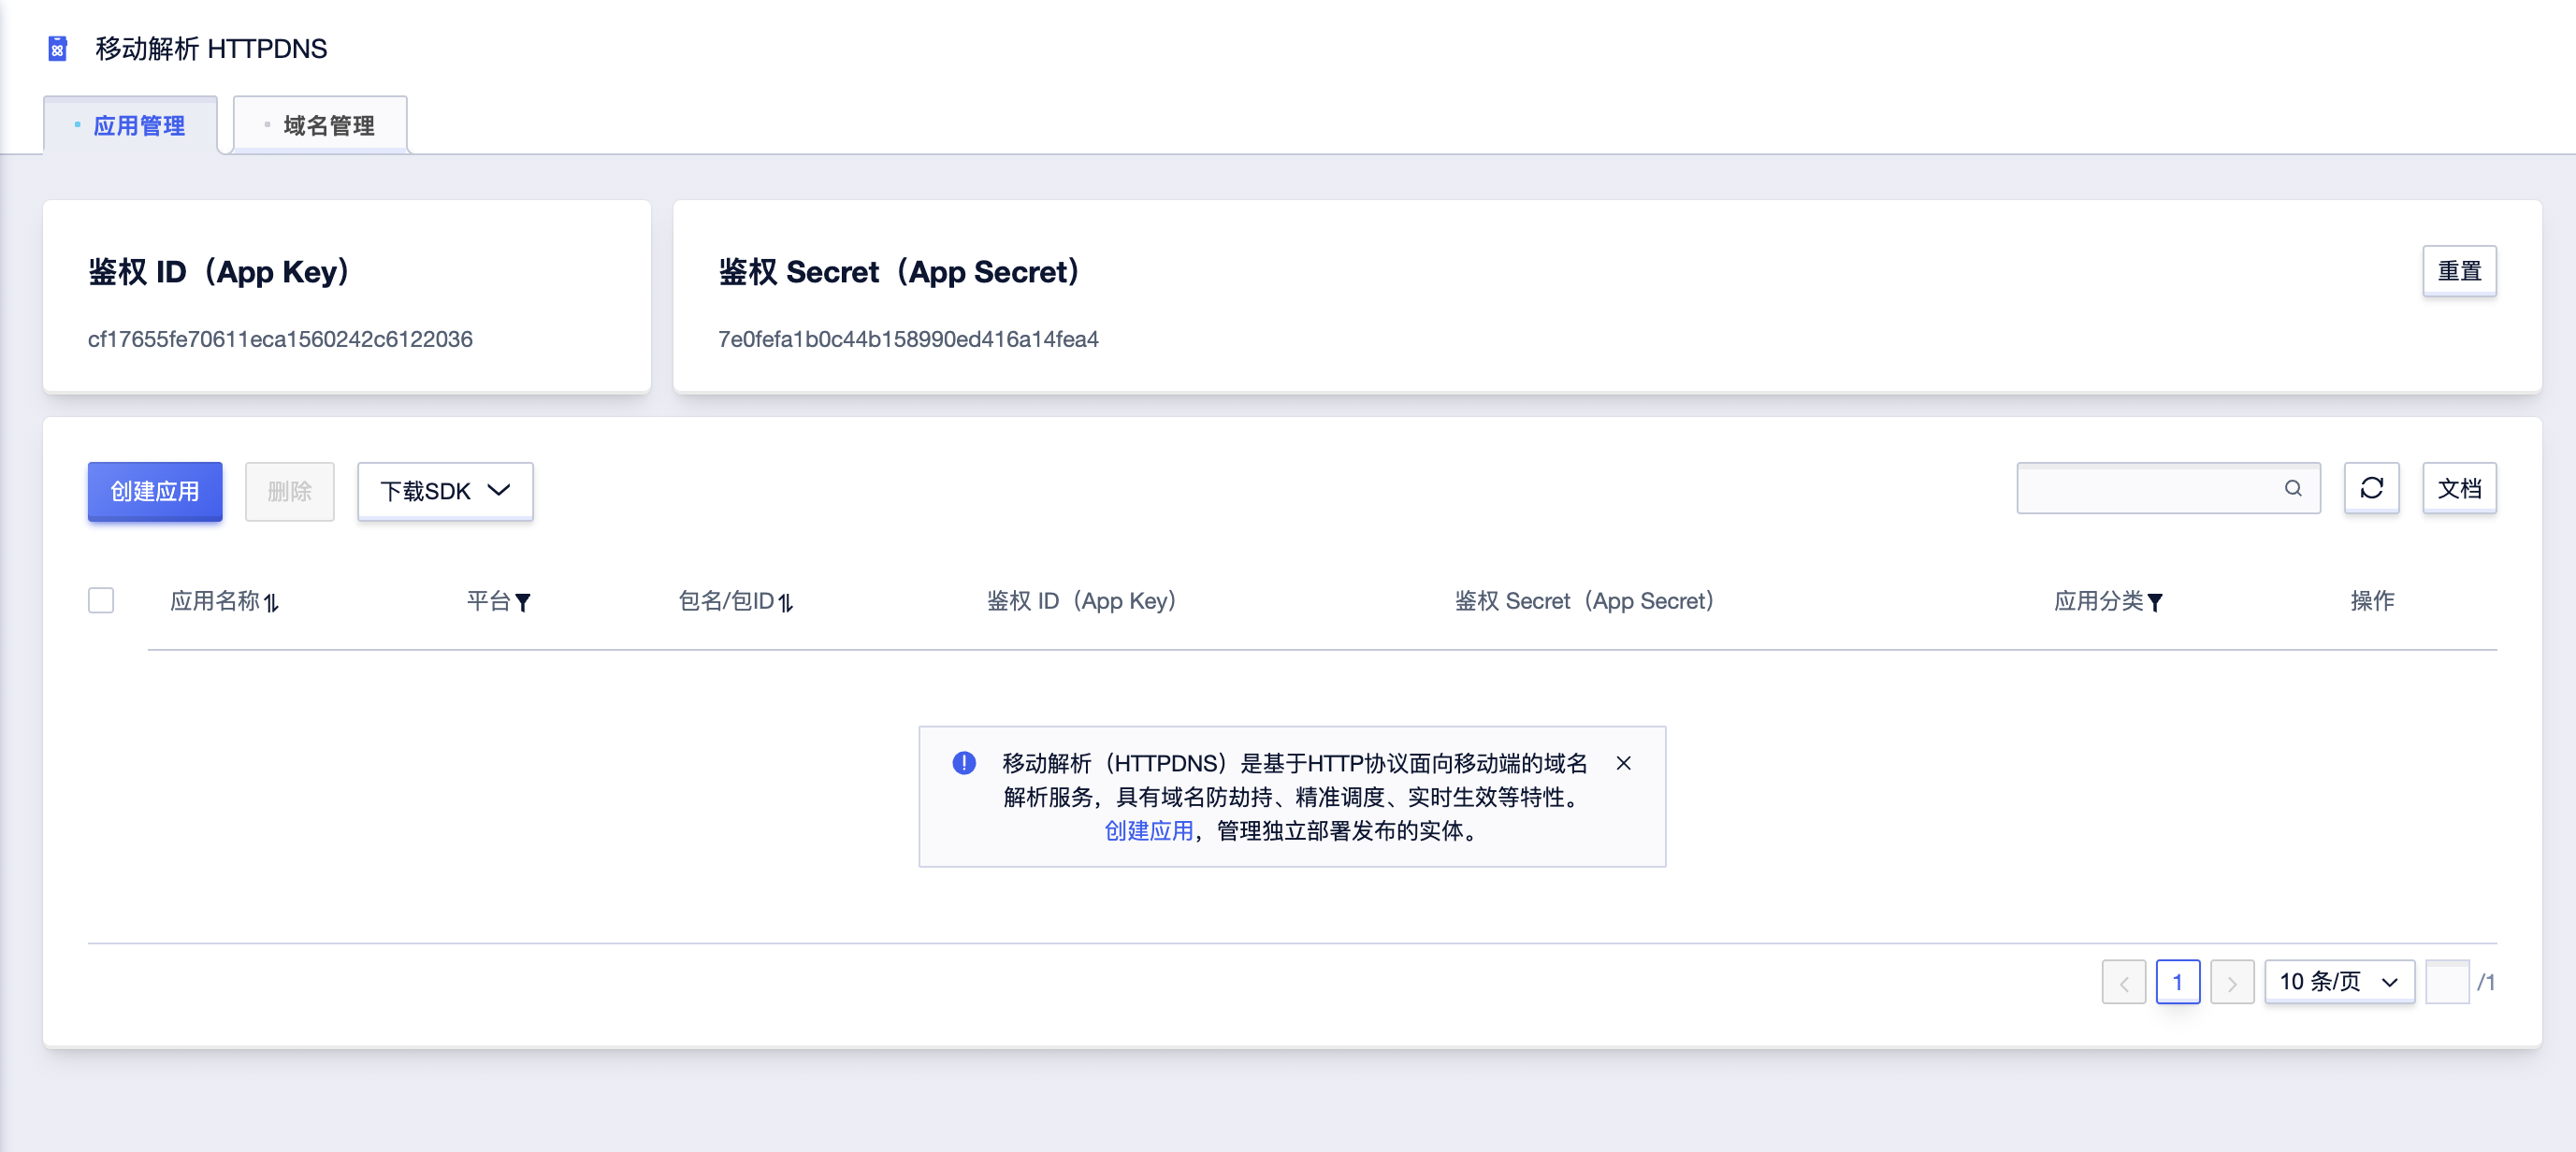 移动解析 HTTPDNS
应用管理
域名管理
鉴权 ID（App Key）
cf17655fe70611eca1560242c6122036
鉴权 Secret（App Secret）
重置
7e0fefa1b0c44b158990ed416a14fea4
创建应用
删除
下载SDK
文档
应用名称
平台
包名/包ID
鉴权 ID（App Key）
鉴权 Secret（App Secret）
应用分类
操作
移动解析（HTTPDNS）是基于HTTP协议面向移动端的域名
解析服务，具有域名防劫持、精准调度、实时生效等特性。
创建应用，管理独立部署发布的实体。
1
10 条/页
/1